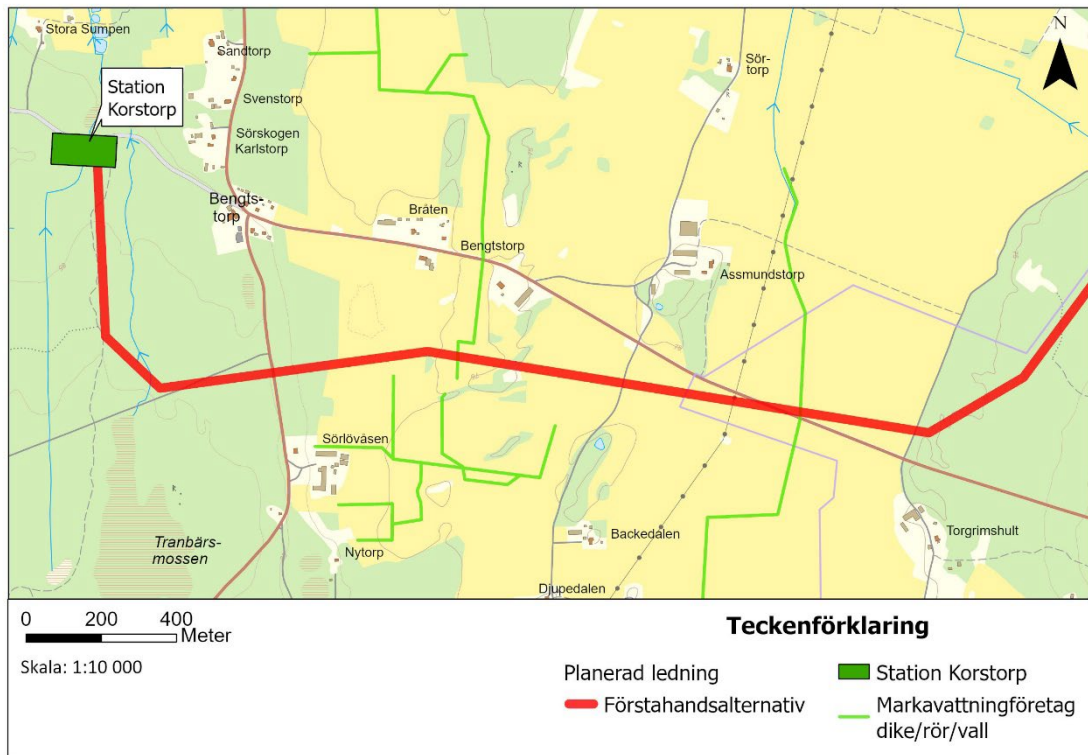 Stora Sumpen
Sandtorp
N
Sör-
torp
Station
Korstorp
Svenstorp
Sörskogen
Karlstorp
Bengts-
torp
Bråten
Bengtstorp
Assmundstorp
Sörlövåsen
Tranbärs-
mossen
Nytorp
Backedalen
Torgrimshult
Djupedalen
0 200 400
Meter
Skala: 1:10 000
Teckenförklaring
Planerad ledning
Förstahandsalternativ
Station Korstorp
Markavattningföretag
dike/rör/vall